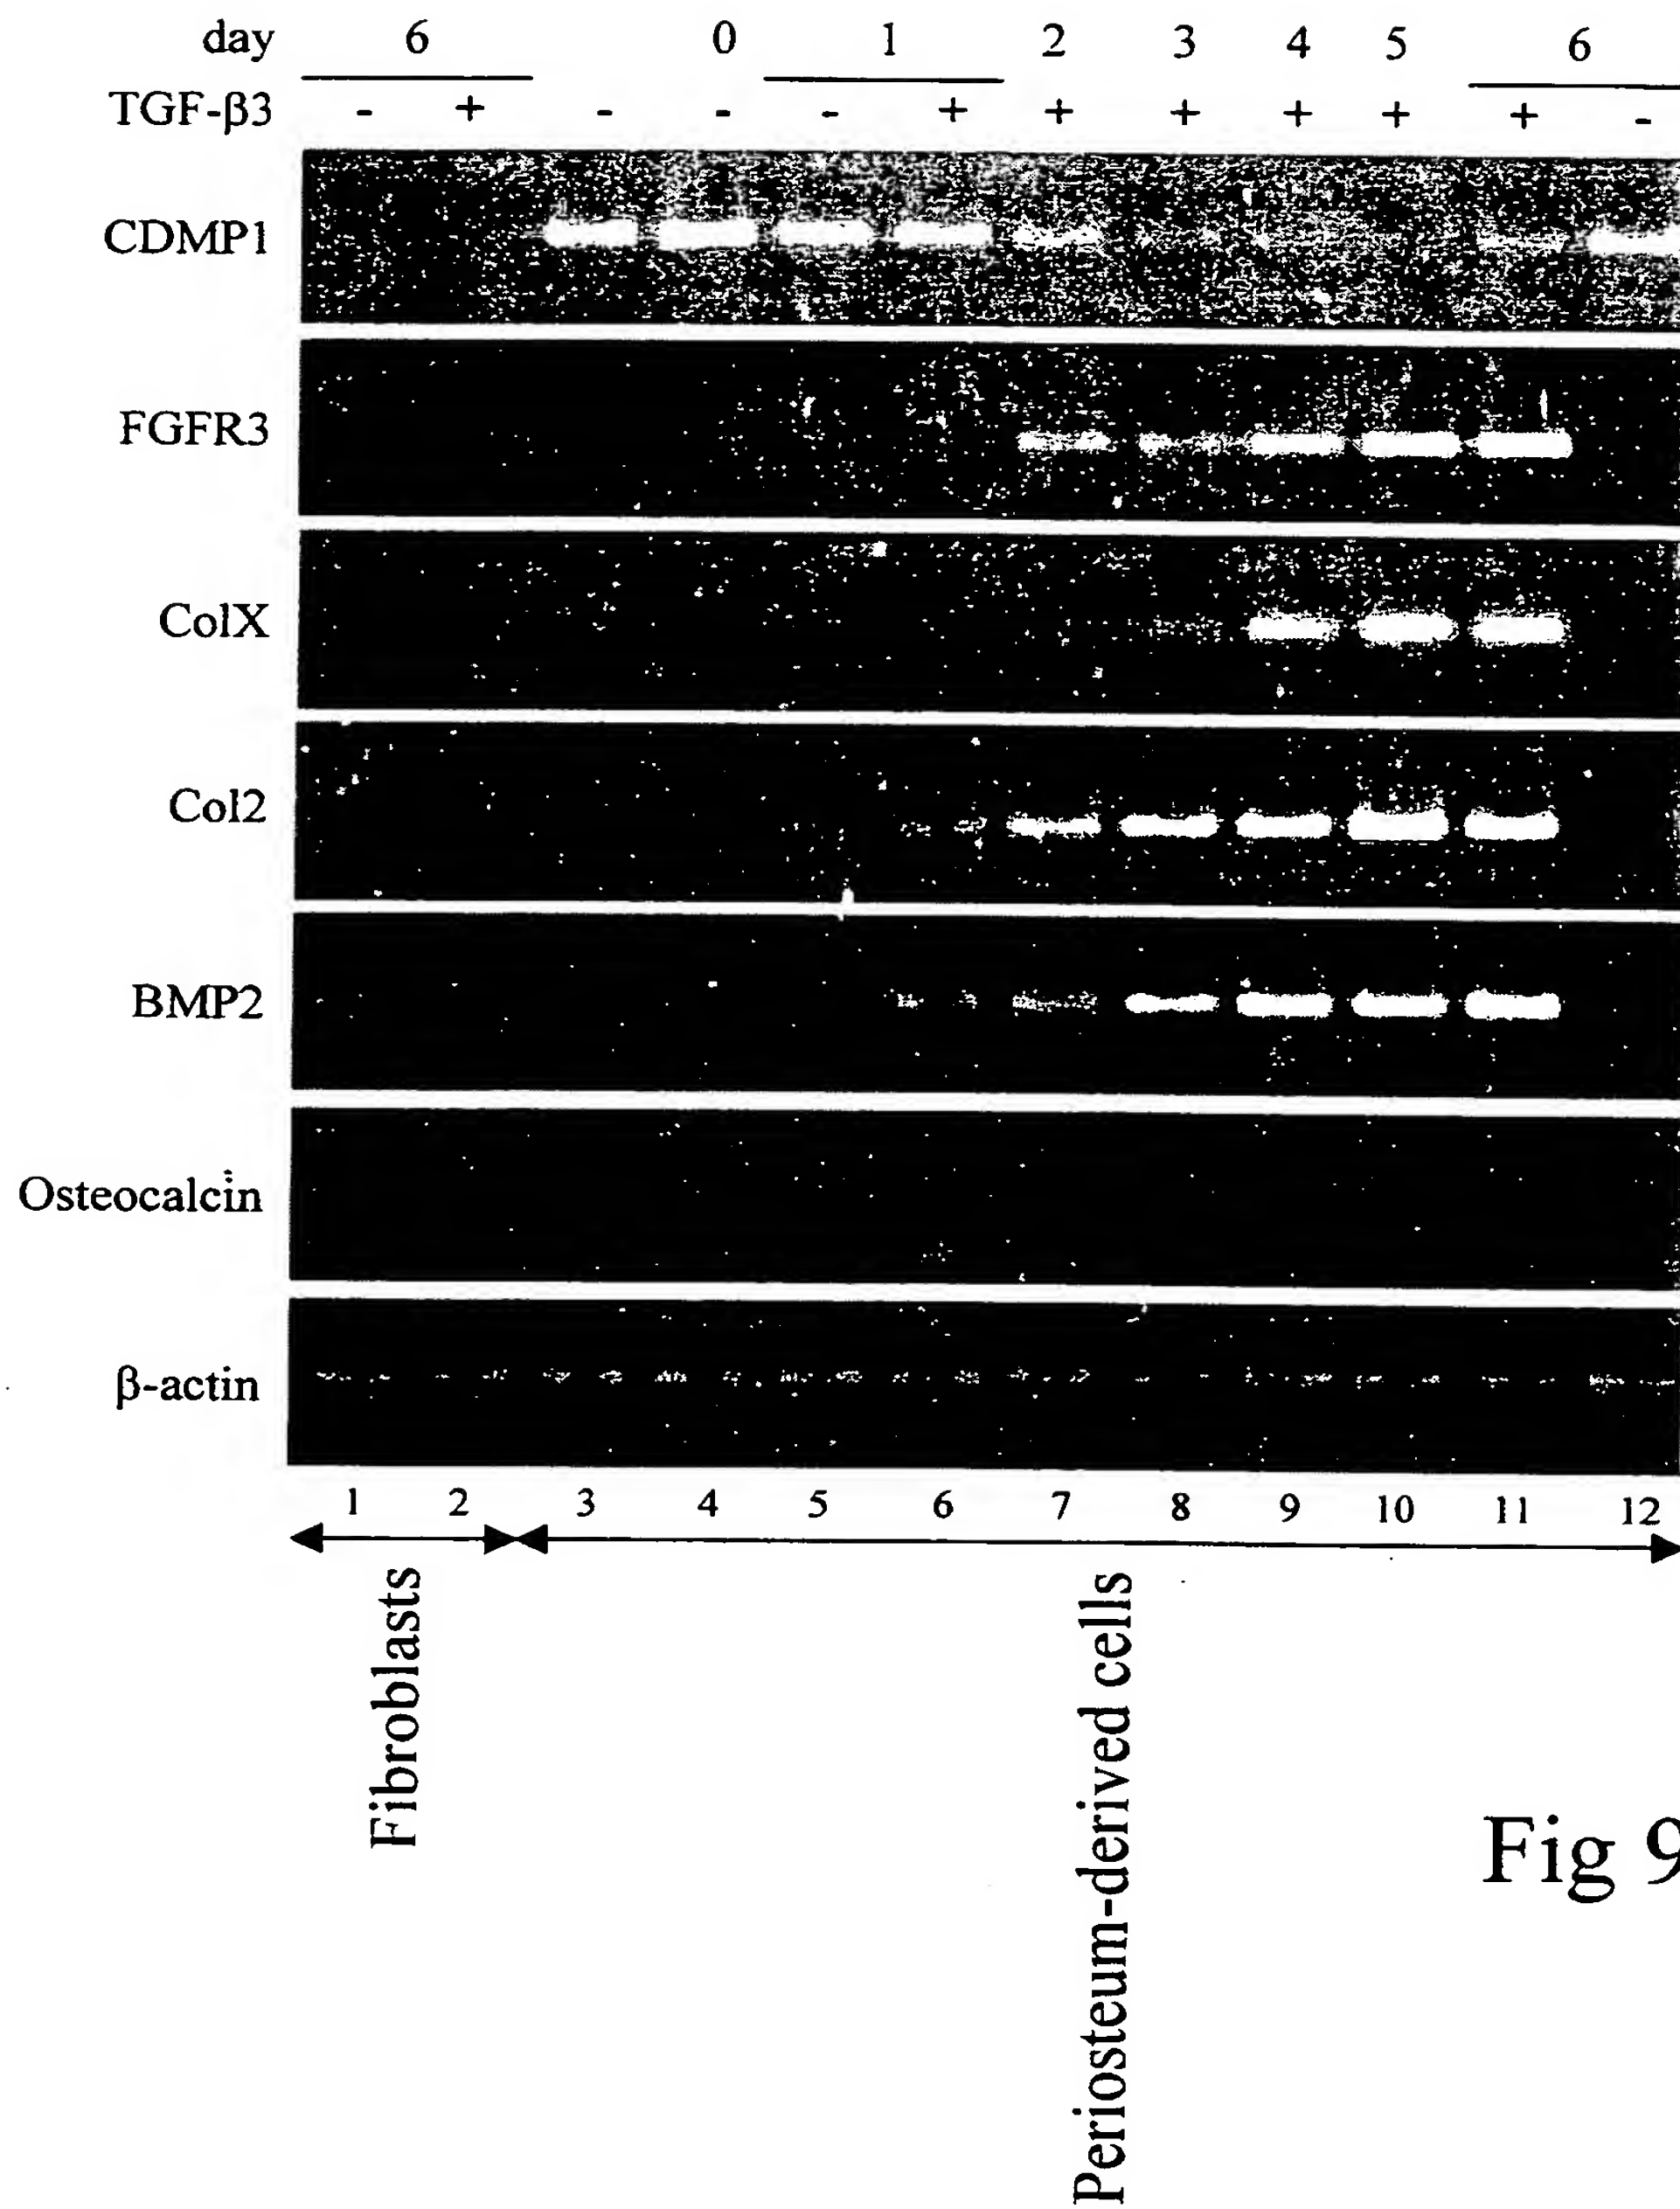 day 6 0 1 2 3 4 5 6
TGF-β3 - + - - - + + + + + + -
CDMP1
FGFR3
ColX
Col2
BMP2
Osteocalcin
β-actin
1 2 3 4 5 6 7 8 9 10 11 12
Fibroblasts
Periosteum-derived cells
Fig 9